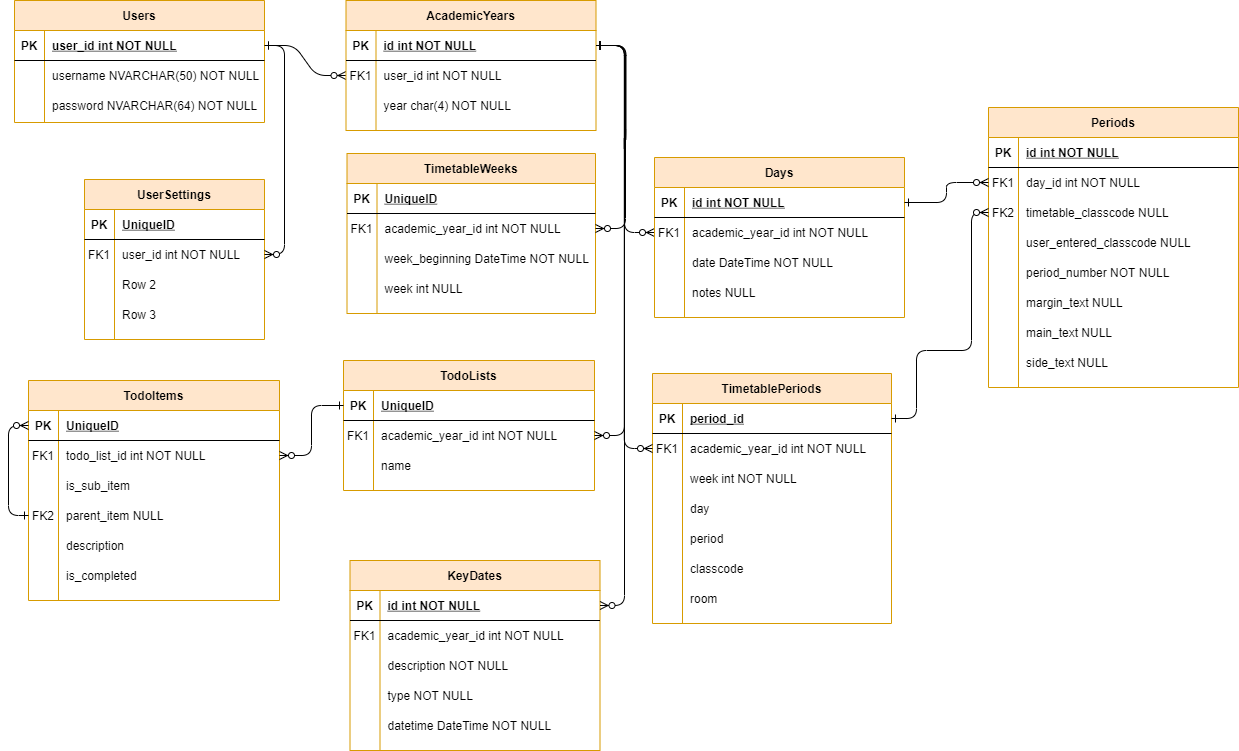 Users
PK user_id int NOT NULL
username NVARCHAR(50) NOT NULL
password NVARCHAR(64) NOT NULL
AcademicYears
PK id int NOT NULL
FK1 user_id int NOT NULL
year char(4) NOT NULL
UserSettings
PK UniqueID
FK1 user_id int NOT NULL
Row 2
Row 3
TimetableWeeks
PK UniqueID
FK1 academic_year_id int NOT NULL
week_beginning DateTime NOT NULL
week int NULL
Days
PK id int NOT NULL
FK1 academic_year_id int NOT NULL
date DateTime NOT NULL
notes NULL
Periods
PK id int NOT NULL
FK1 day_id int NOT NULL
FK2 timetable_classcode NULL
user_entered_classcode NULL
period_number NOT NULL
margin_text NULL
main_text NULL
side_text NULL
TodoItems
PK UniqueID
FK1 todo_list_id int NOT NULL
is_sub_item
FK2 parent_item NULL
description
is_completed
TodoLists
PK UniqueID
FK1 academic_year_id int NOT NULL
name
TimetablePeriods
PK period_id
FK1 academic_year_id int NOT NULL
week int NOT NULL
day
period
classcode
room
KeyDates
PK id int NOT NULL
FK1 academic_year_id int NOT NULL
description NOT NULL
type NOT NULL
datetime DateTime NOT NULL